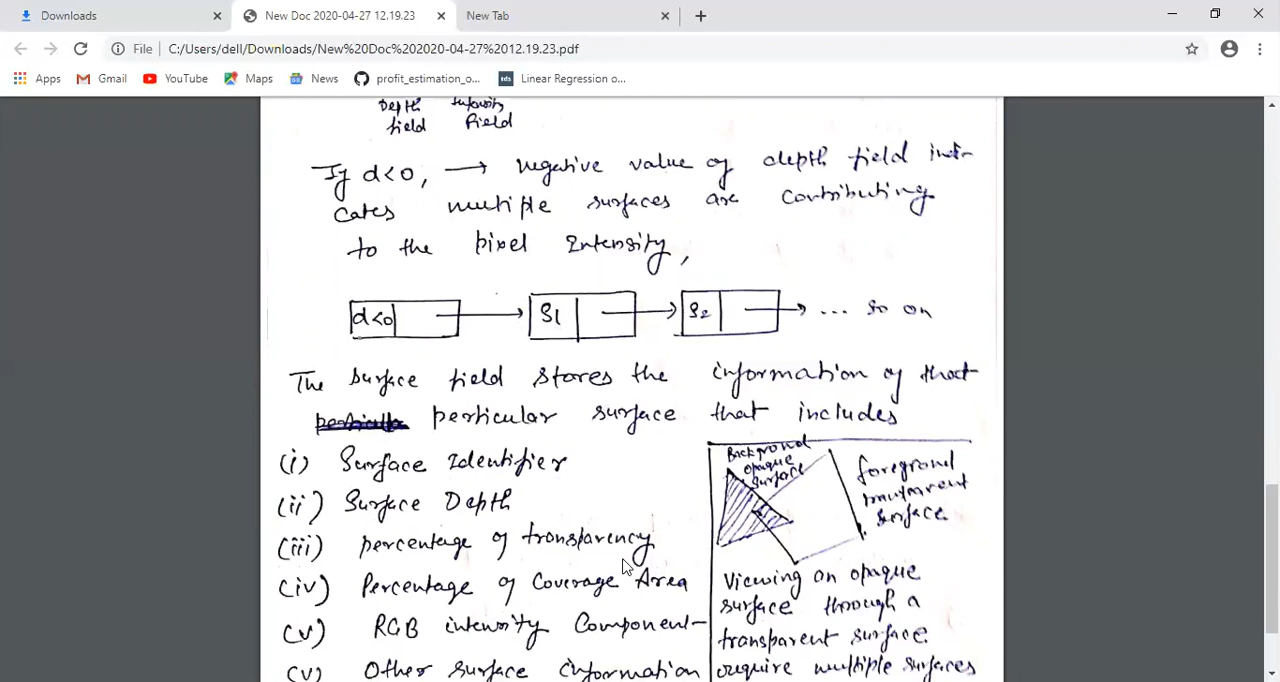 Downloads
New Doc 2020-04-27 12.19.23
New Tab
File
C:/Users/dell/Downloads/New%20Doc%202020-04-27%2012.19.23.pdf
Apps
Gmail
YouTube
Maps
News
profit_estimation_o...
Linear Regression o...
Depth
field
Intensity
Field
If d<0, → negative value of depth field indi-
cates multiple surfaces are contributing
to the pixel Intensity,
d<0 → S1 → S2 → ... so on
The surface field stores the information of that
perticular surface that includes
(i) Surface Identifier
(ii) Surface Depth
(iii) percentage of transparency
(iv) Percentage of Coverage Area
(v) RGB intensity Component
(v) Other surface information
Background
opaque
surface
foreground
surface
Viewing an opaque
surface through a
transparent surface
require multiple surfaces